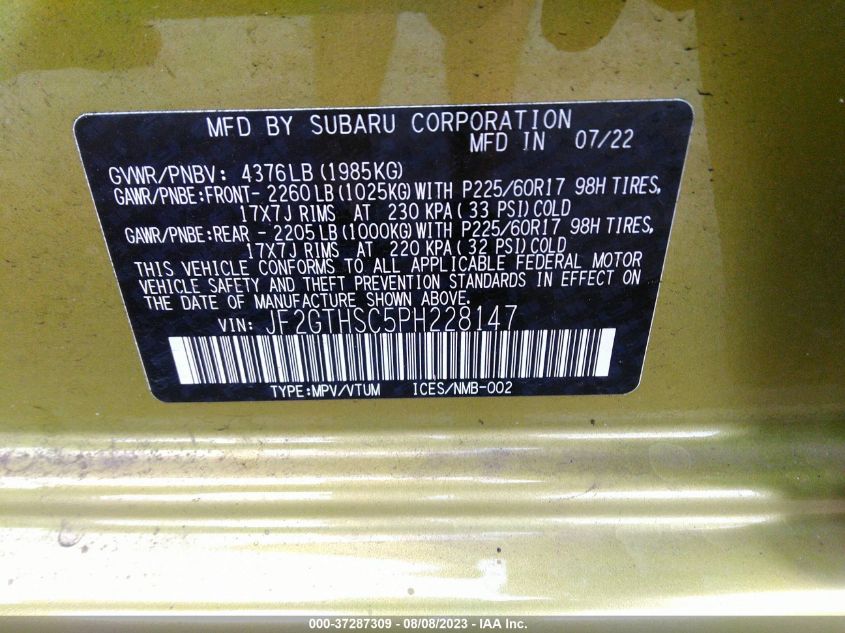 MFD BY SUBARU CORPORATION
MFD IN 07/22
GVWR/PNBV: 4376LB (1985KG)
GAWR/PNBE:FRONT- 2260 LB (1025KG) WITH P225/60R17 98H TIRES,
17X7J RIMS AT 230 KPA ( 33 PSI) COLD
GAWR/PNBE:REAR - 2205 LB (1000KG) WITH P225/60R17 98H TIRES,
17X7J RIMS AT 220 KPA ( 32 PSI) COLD
THIS VEHICLE CONFORMS TO ALL APPLICABLE FEDERAL MOTOR
VEHICLE SAFETY AND THEFT PREVENTION STANDARDS IN EFFECT ON
THE DATE OF MANUFACTURE SHOWN ABOVE.
VIN: JF2GTHSC5PH228147
TYPE:MPV/VTUM ICES/NMB-002
000-37287309 - 08/08/2023 - IAA Inc.